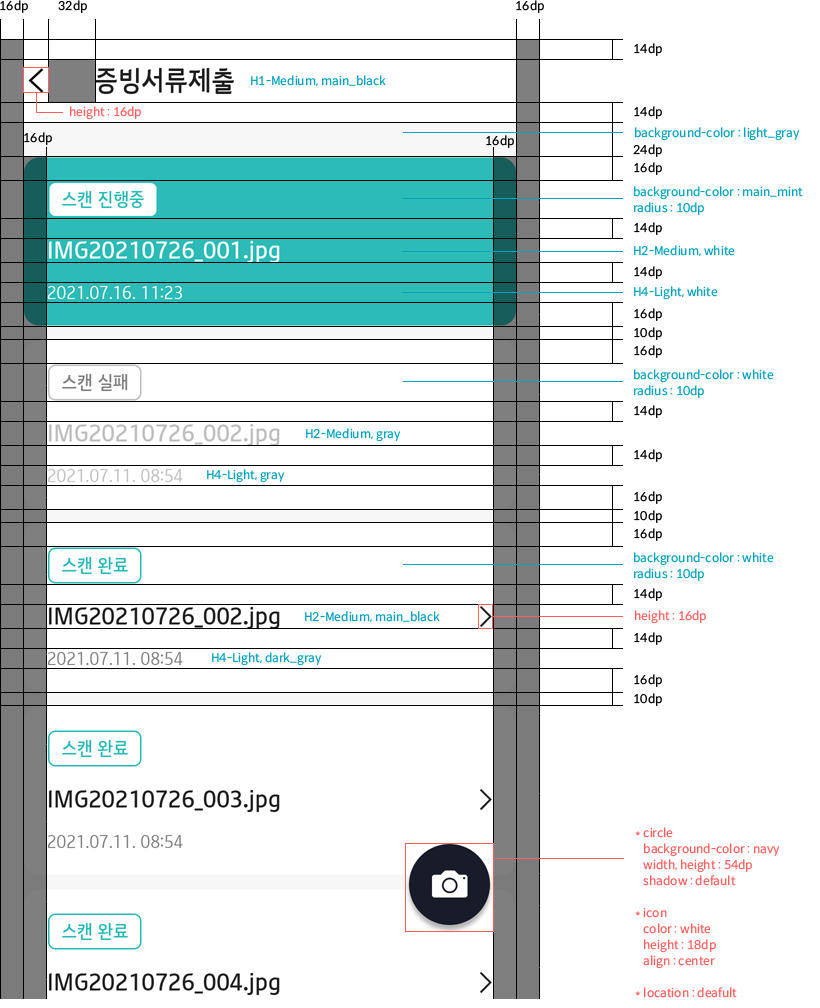 16dp 32dp 16dp
14dp
증빙서류제출 H1-Medium, main_black
height : 16dp
14dp
background-color : light_gray
16dp 16dp
24dp
16dp
스캔 진행중
background-color : main_mint
radius : 10dp
14dp
IMG20210726_001.jpg
H2-Medium, white
14dp
2021.07.16. 11:23
H4-Light, white
16dp
10dp
16dp
스캔 실패
background-color : white
radius : 10dp
14dp
IMG20210726_002.jpg H2-Medium, gray
14dp
2021.07.11. 08:54 H4-Light, gray
16dp
10dp
16dp
스캔 완료
background-color : white
radius : 10dp
14dp
IMG20210726_002.jpg H2-Medium, main_black
height : 16dp
14dp
2021.07.11. 08:54 H4-Light, dark_gray
16dp
10dp
스캔 완료
IMG20210726_003.jpg
2021.07.11. 08:54
* circle
background-color : navy
width, height : 54dp
shadow : default
* icon
color : white
height : 18dp
align : center
* location : deafult
스캔 완료
IMG20210726_004.jpg